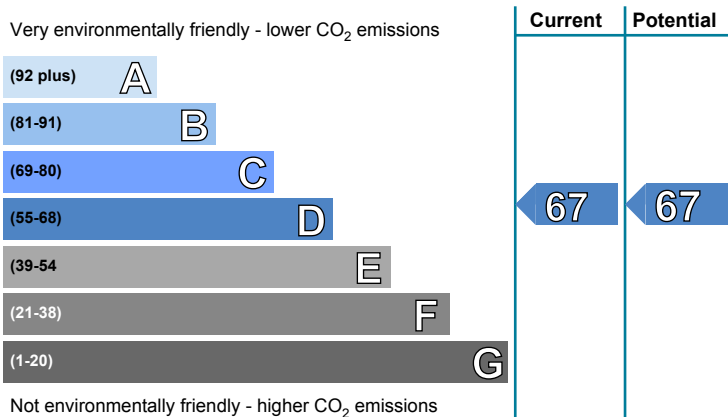 Very environmentally friendly - lower CO2 emissions
Current Potential
(92 plus) A
(81-91) B
(69-80) C
(55-68) D
67 67
(39-54 E
(21-38) F
(1-20) G
Not environmentally friendly - higher CO2 emissions